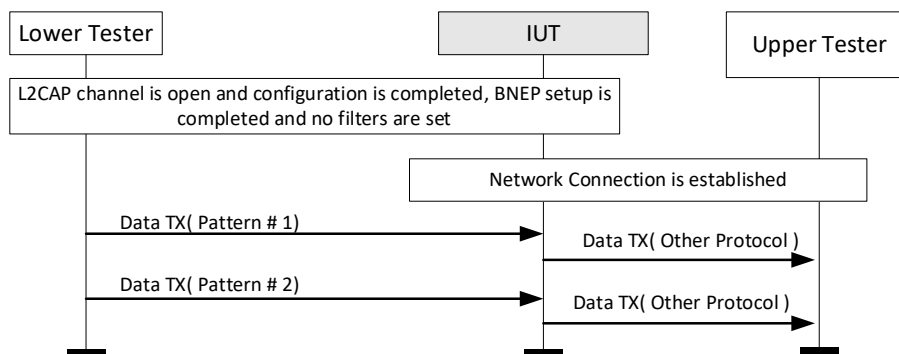 Lower Tester
IUT
Upper Tester
L2CAP channel is open and configuration is completed, BNEP setup is
completed and no filters are set
Network Connection is established
Data TX( Pattern # 1)
Data TX( Other Protocol )
Data TX( Pattern # 2)
Data TX( Other Protocol )